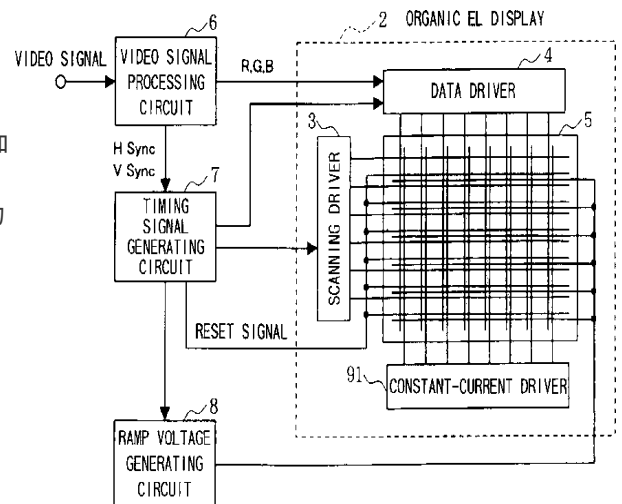 2 ORGANIC EL DISPLAY
6
VIDEO SIGNAL
VIDEO SIGNAL
PROCESSING
CIRCUIT
R,G,B
4
DATA DRIVER
3
5
H Sync
V Sync
7
TIMING
SIGNAL
GENERATING
CIRCUIT
SCANNING DRIVER
RESET SIGNAL
91
CONSTANT-CURRENT DRIVER
8
RAMP VOLTAGE
GENERATING
CIRCUIT